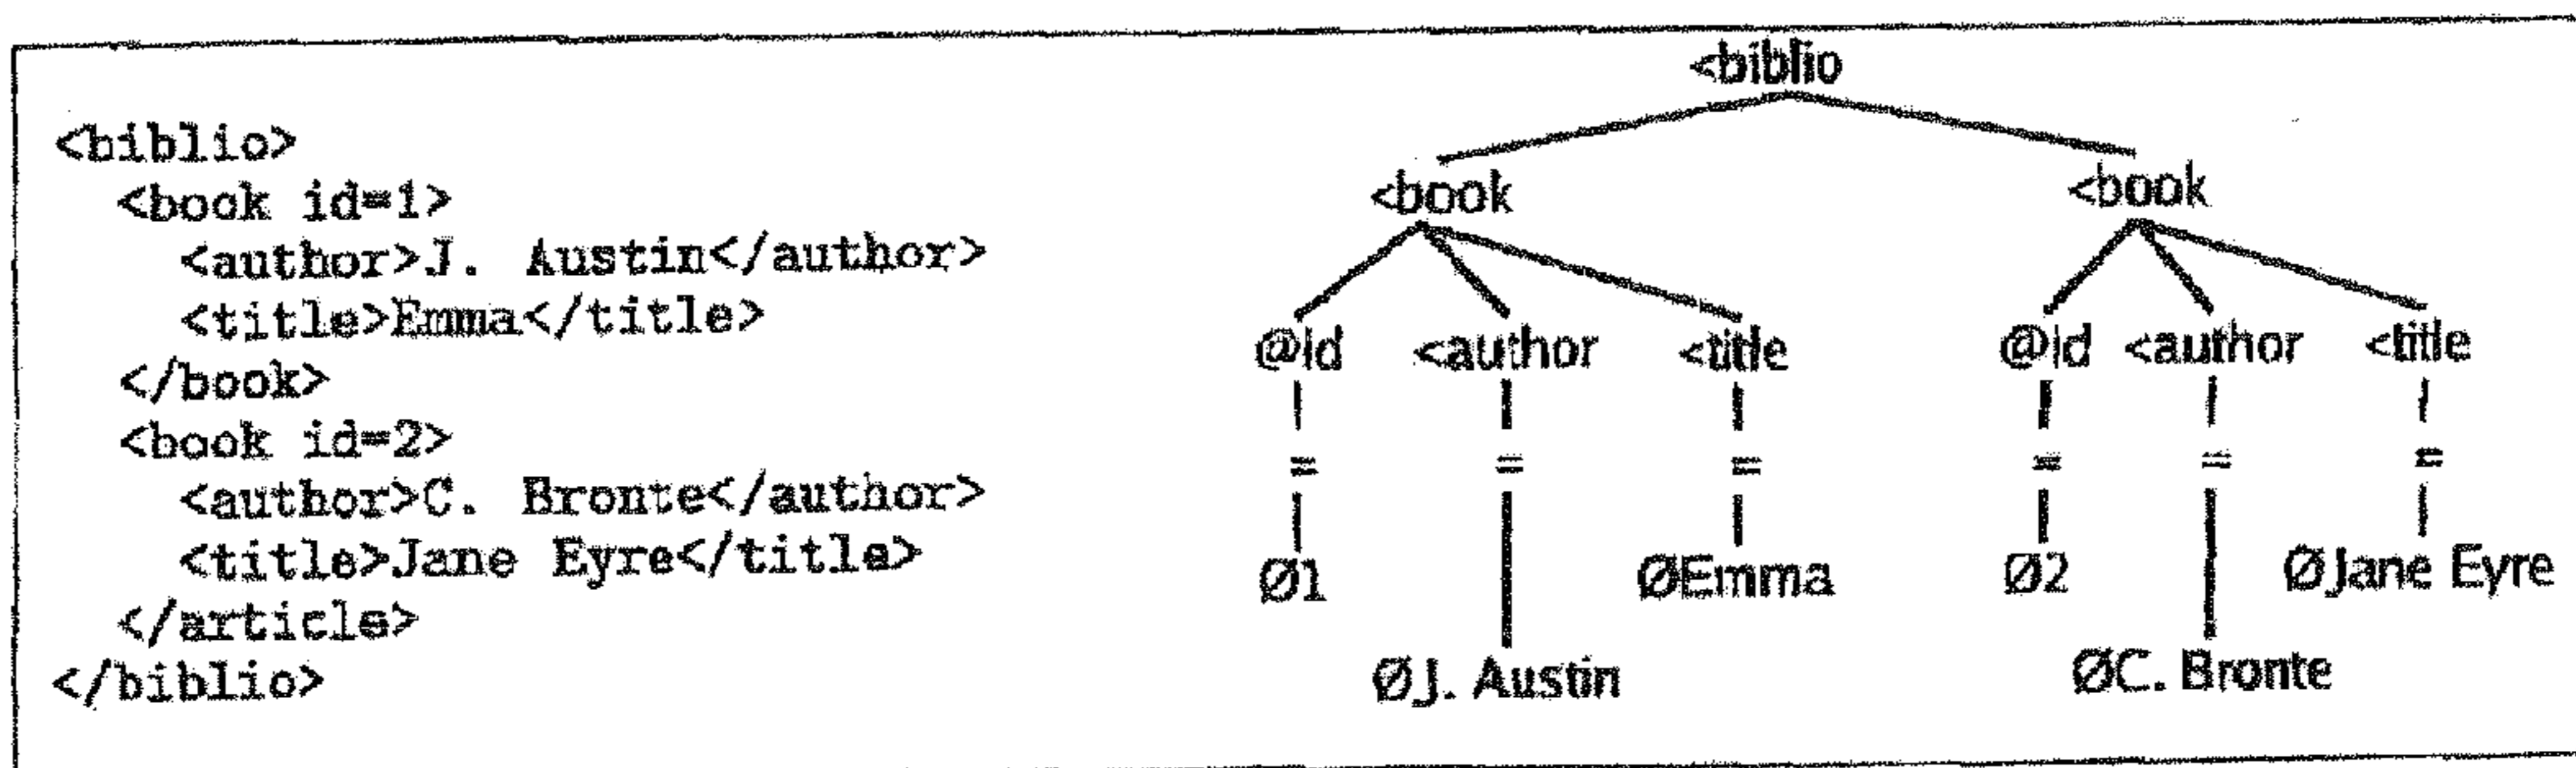 <biblio>
<book id=1>
<author>J. Austin</author>
<title>Emma</title>
</book>
<book id=2>
<author>C. Bronte</author>
<title>Jane Eyre</title>
</article>
</biblio>
<biblio
<book <book
@id <author <title @id <author <title
= = = = = =
Ø1 ØEmma Ø2 ØJane Eyre
ØJ. Austin ØC. Bronte